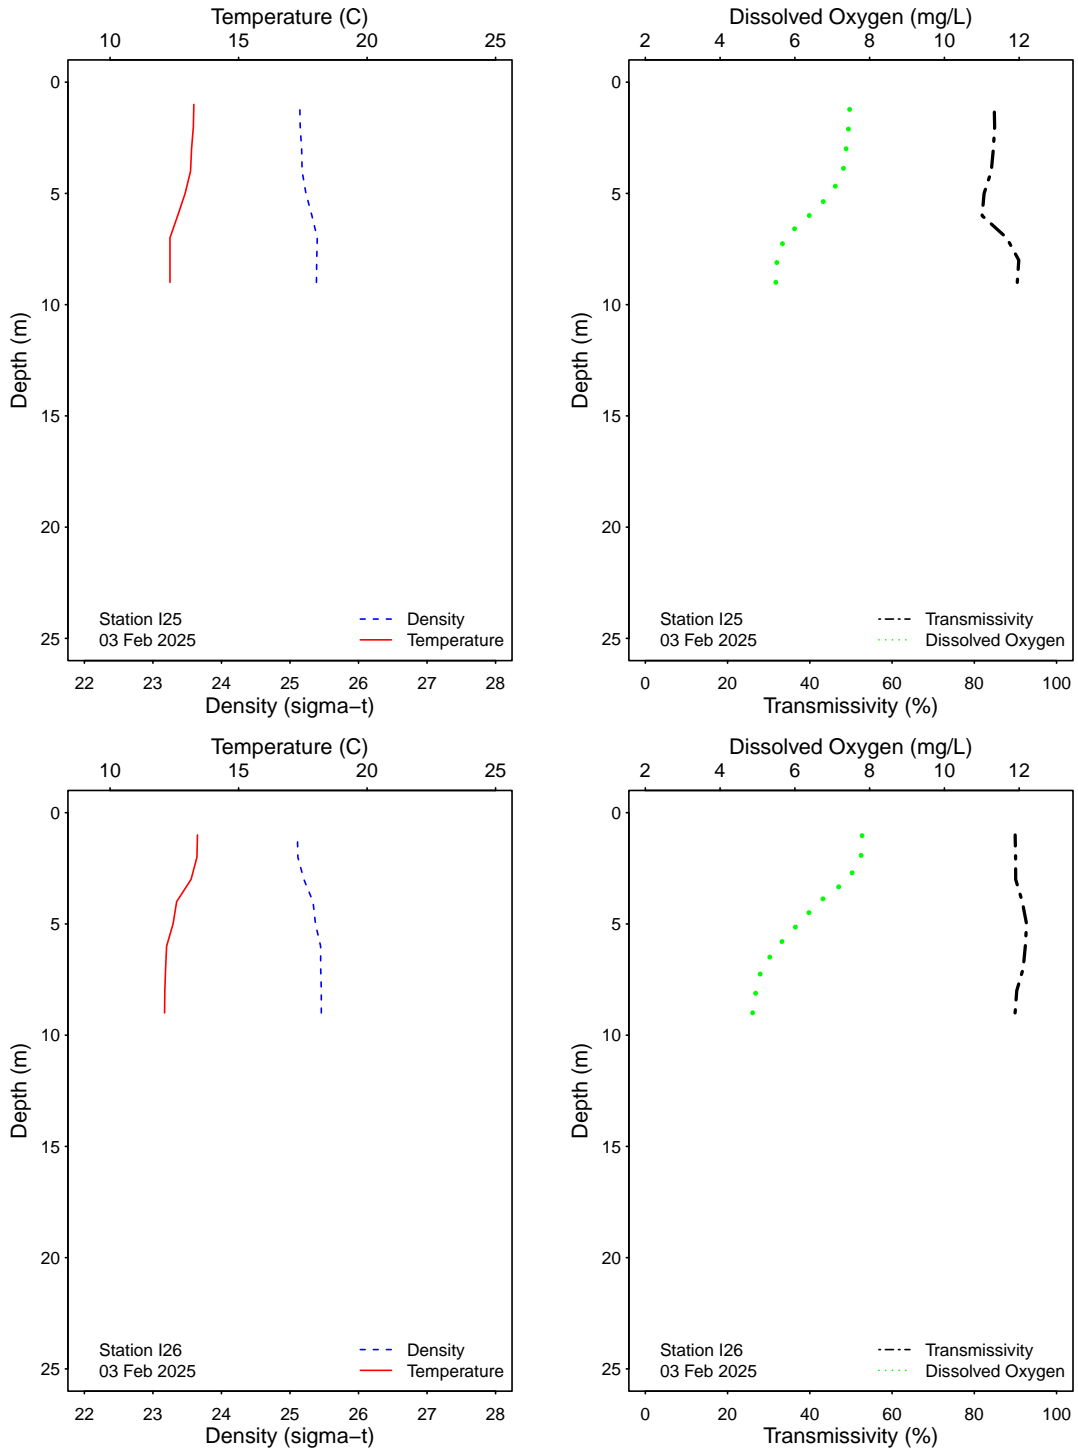 Temperature (C)
10 15 20 25
0
5
10
15
20
25
Depth (m)
Station I25
03 Feb 2025
Density
Temperature
22 23 24 25 26 27 28
Density (sigma−t)
Dissolved Oxygen (mg/L)
2 4 6 8 10 12
0
5
10
15
20
25
Depth (m)
Station I25
03 Feb 2025
Transmissivity
Dissolved Oxygen
0 20 40 60 80 100
Transmissivity (%)
Temperature (C)
10 15 20 25
0
5
10
15
20
25
Depth (m)
Station I26
03 Feb 2025
Density
Temperature
22 23 24 25 26 27 28
Density (sigma−t)
Dissolved Oxygen (mg/L)
2 4 6 8 10 12
0
5
10
15
20
25
Depth (m)
Station I26
03 Feb 2025
Transmissivity
Dissolved Oxygen
0 20 40 60 80 100
Transmissivity (%)